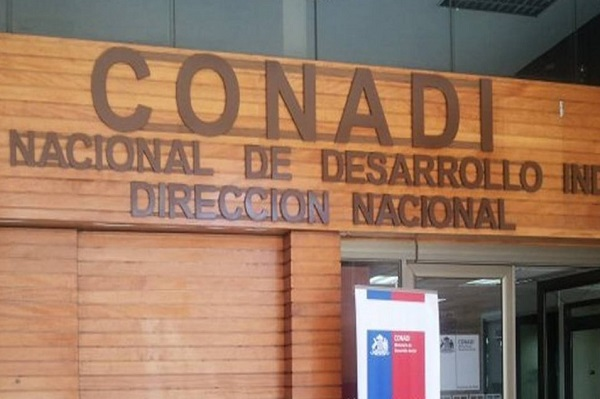 CONADI
NACIONAL DE DESARROLLO IND
DIRECCION NACIONAL
CONADI